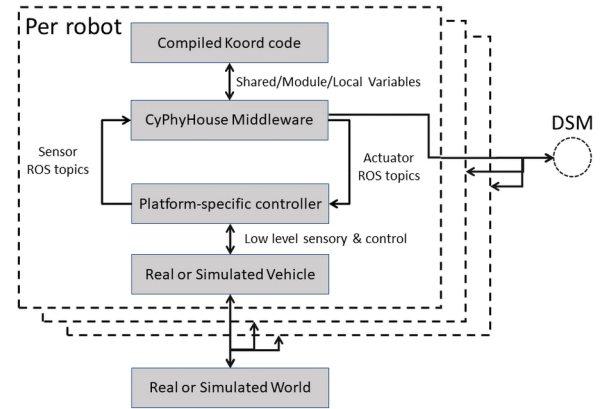 Per robot
Compiled Koord code
Shared/Module/Local Variables
CyPhyHouse Middleware
DSM
Sensor
ROS topics
Actuator
ROS topics
Platform-specific controller
Low level sensory & control
Real or Simulated Vehicle
Real or Simulated World